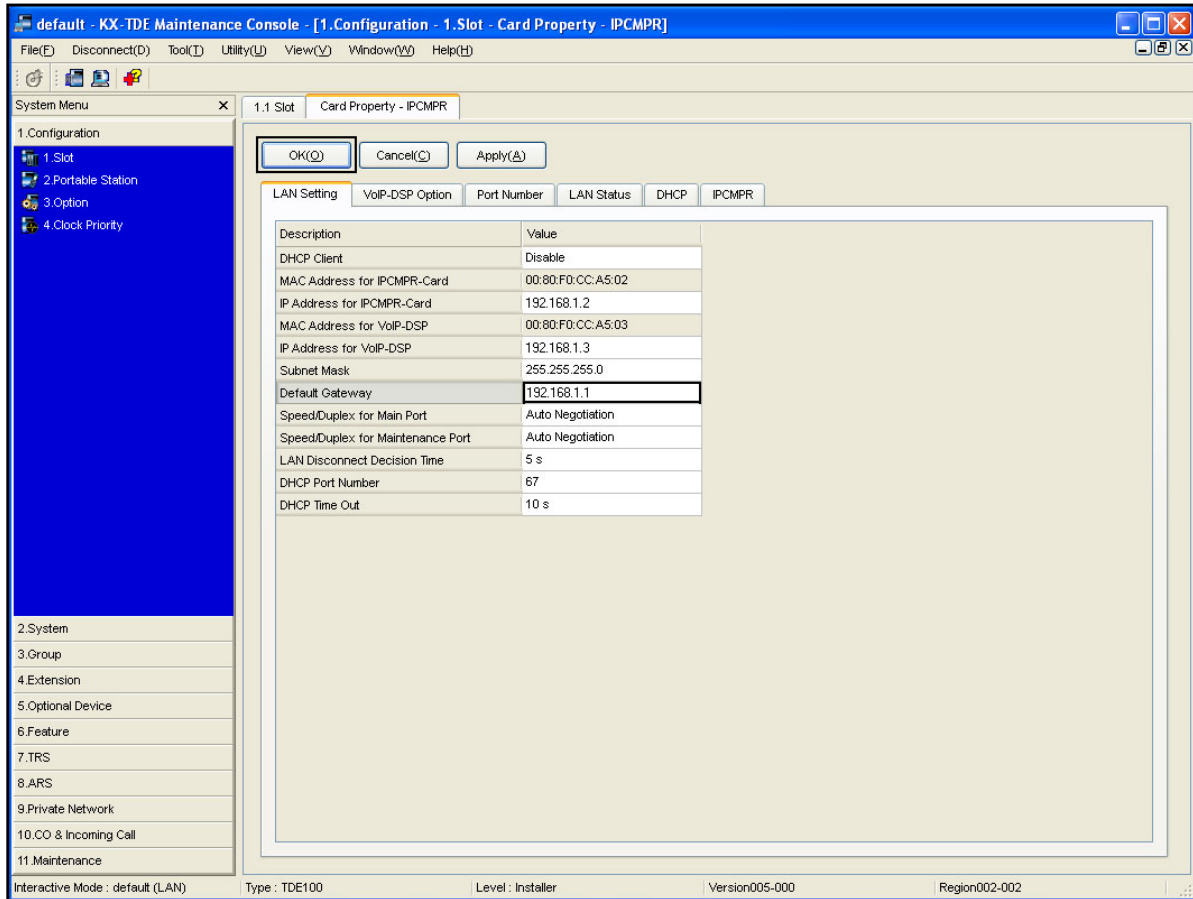 default - KX-TDE Maintenance Console - [1.Configuration - 1.Slot - Card Property - IPCMPR]
File(F) Disconnect(D) Tool(T) Utility(U) View(V) Window(W) Help(H)
System Menu x
1.1 Slot Card Property - IPCMPR
1.Configuration
1.Slot
2.Portable Station
3.Option
4.Clock Priority
OK(O) Cancel(C) Apply(A)
LAN Setting VoIP-DSP Option Port Number LAN Status DHCP IPCMPR
Description Value
DHCP Client Disable
MAC Address for IPCMPR-Card 00:80:F0:CC:A5:02
IP Address for IPCMPR-Card 192.168.1.2
MAC Address for VoIP-DSP 00:80:F0:CC:A5:03
IP Address for VoIP-DSP 192.168.1.3
Subnet Mask 255.255.255.0
Default Gateway 192.168.1.1
Speed/Duplex for Main Port Auto Negotiation
Speed/Duplex for Maintenance Port Auto Negotiation
LAN Disconnect Decision Time 5 s
DHCP Port Number 67
DHCP Time Out 10 s
2.System
3.Group
4.Extension
5.Optional Device
6.Feature
7.TRS
8.ARS
9.Private Network
10.CO & Incoming Call
11.Maintenance
Interactive Mode : default (LAN) Type : TDE100 Level : Installer Version005-000 Region002-002